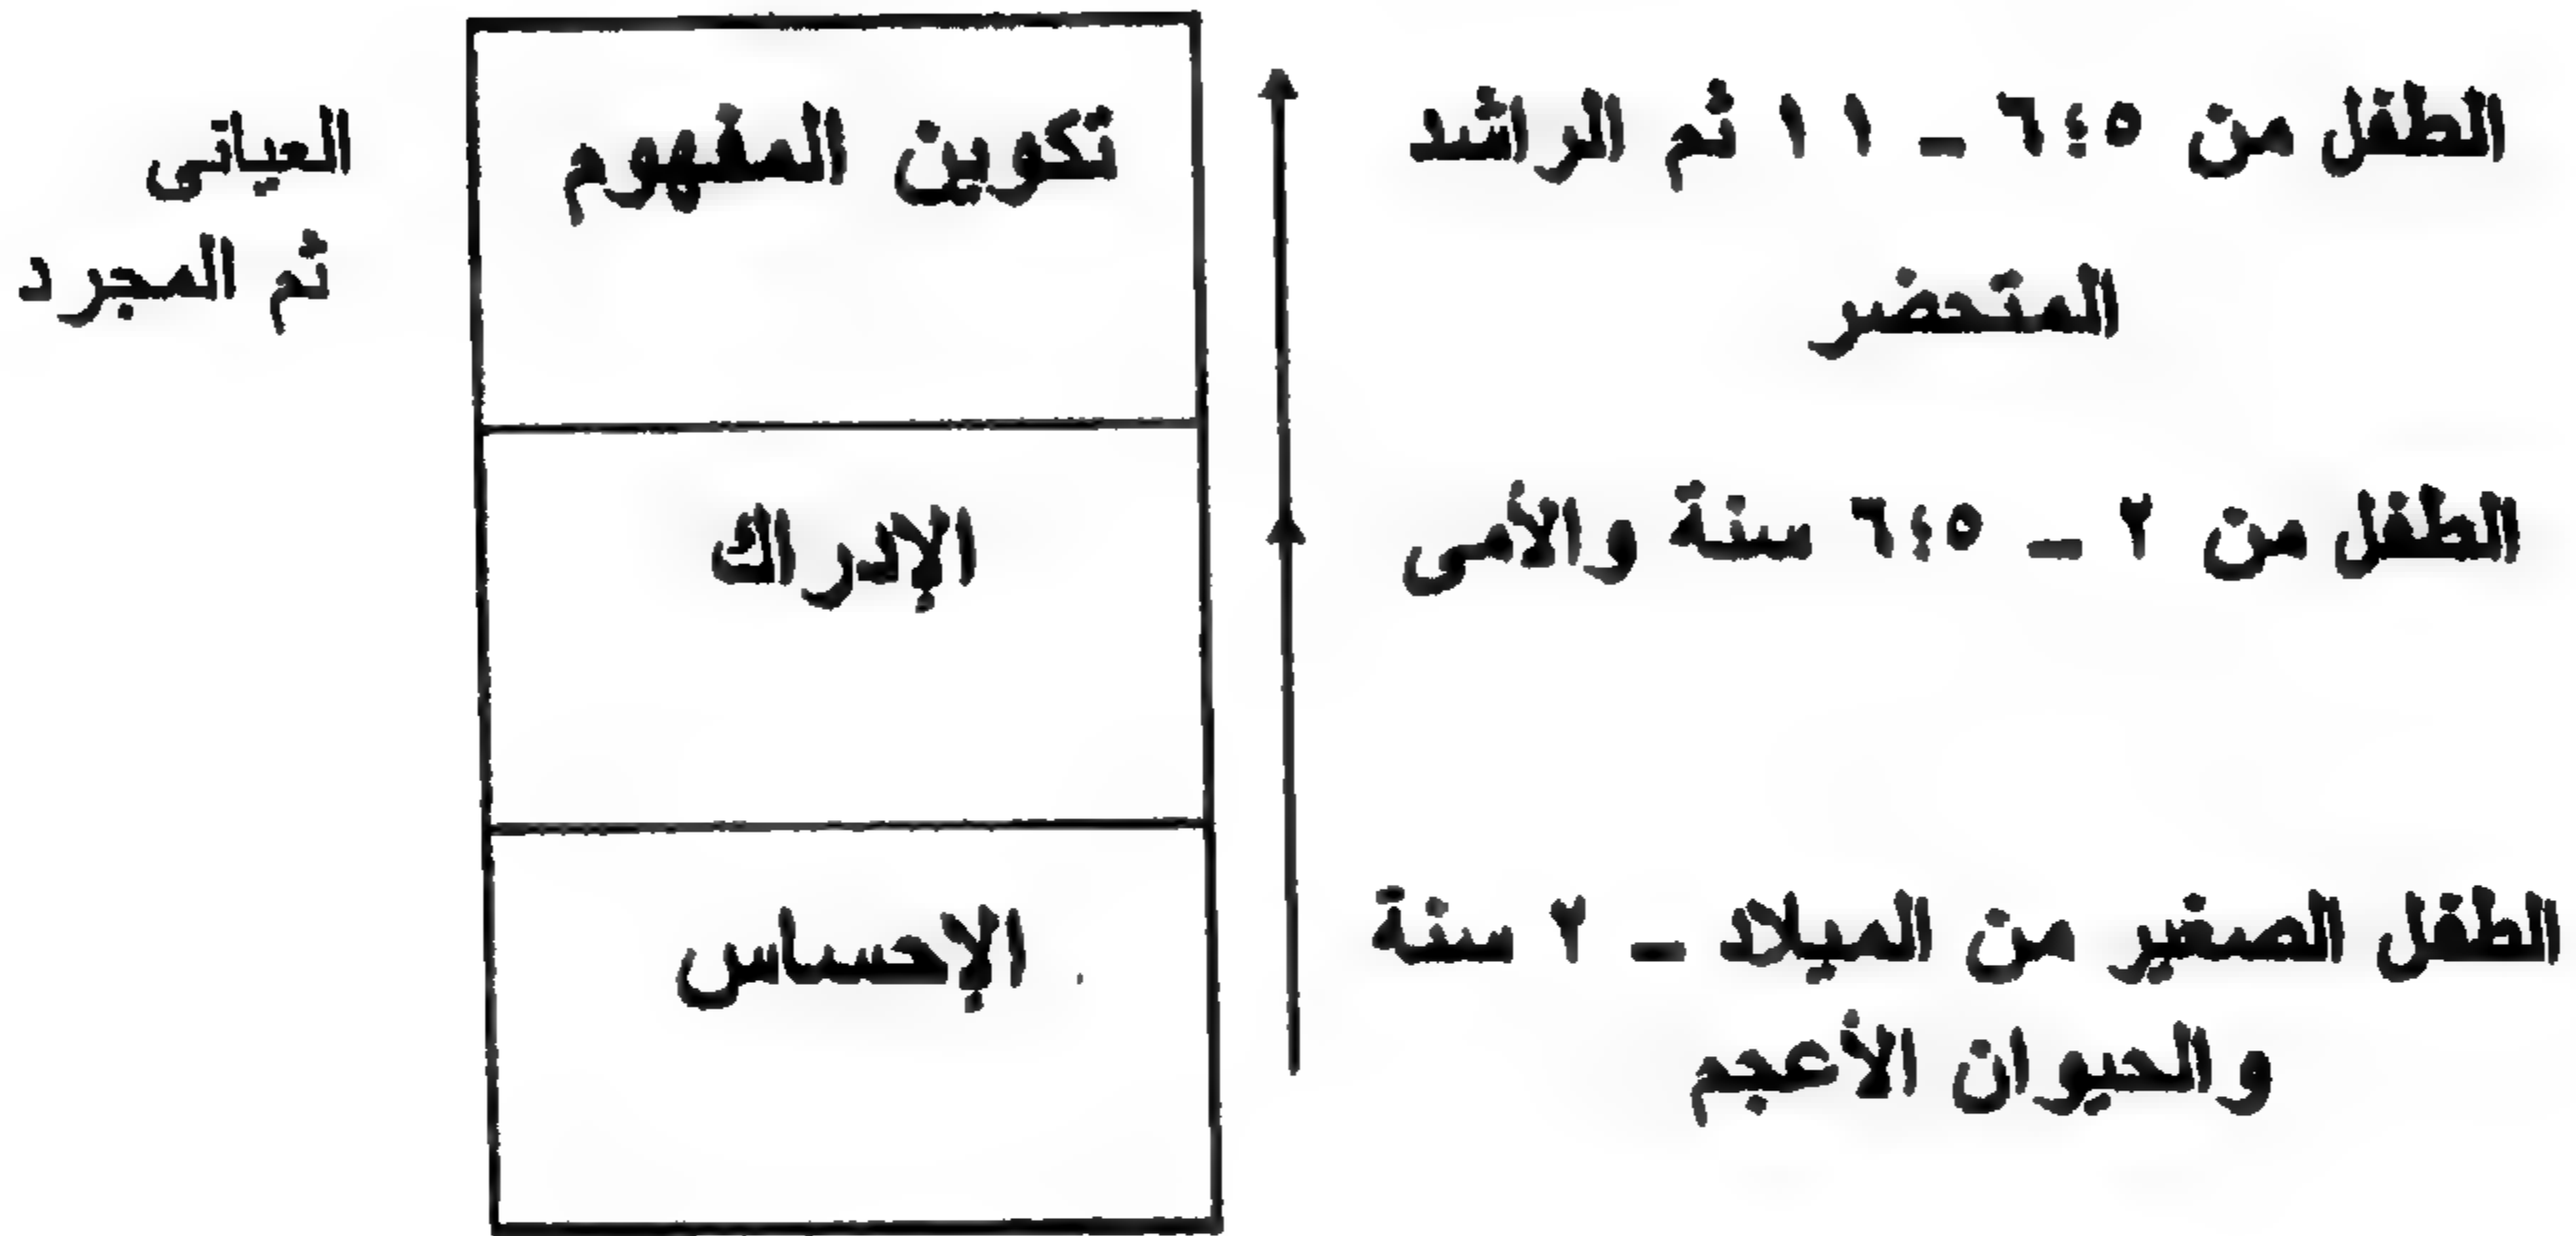 الطفل من ٦؛٥ ـ ١١ ثم الراشد
المتحضر
تكوين المفهوم
العيانى
ثم المجرد
الطفل من ٢ ـ ٦؛٥ سنة والأمى
الإدراك
الطفل الصغير من الميلاد ـ ٢ سنة
والحيوان الأعجم
الإحساس